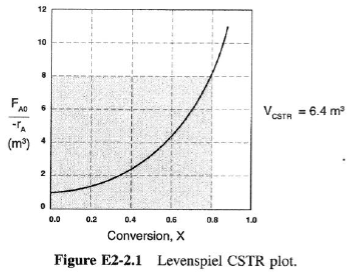 12
10
8
6
4
2
0
F_A0
-r_A
(m³)
0.0 0.2 0.4 0.6 0.8 1.0
Conversion, X
V_CSTR = 6.4 m³
Figure E2-2.1 Levenspiel CSTR plot.